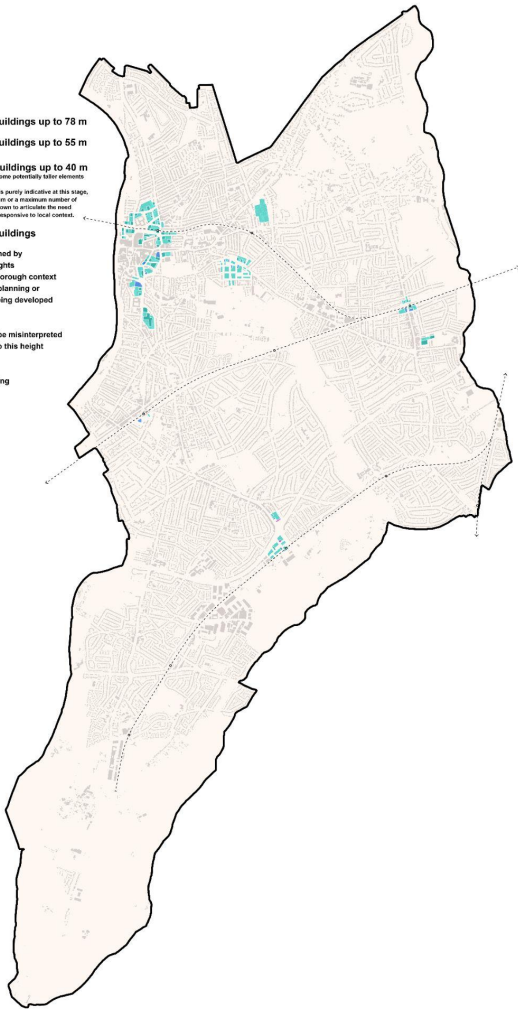 uildings up to 78 m
uildings up to 55 m
uildings up to 40 m
ome potentially taller elements
s purely indicative at this stage,
m or a maximum number of
own to articulate the need
responsive to local context.
uildings
ned by
ghts
orough context
planning or
eing developed
be misinterpreted
o this height
ng